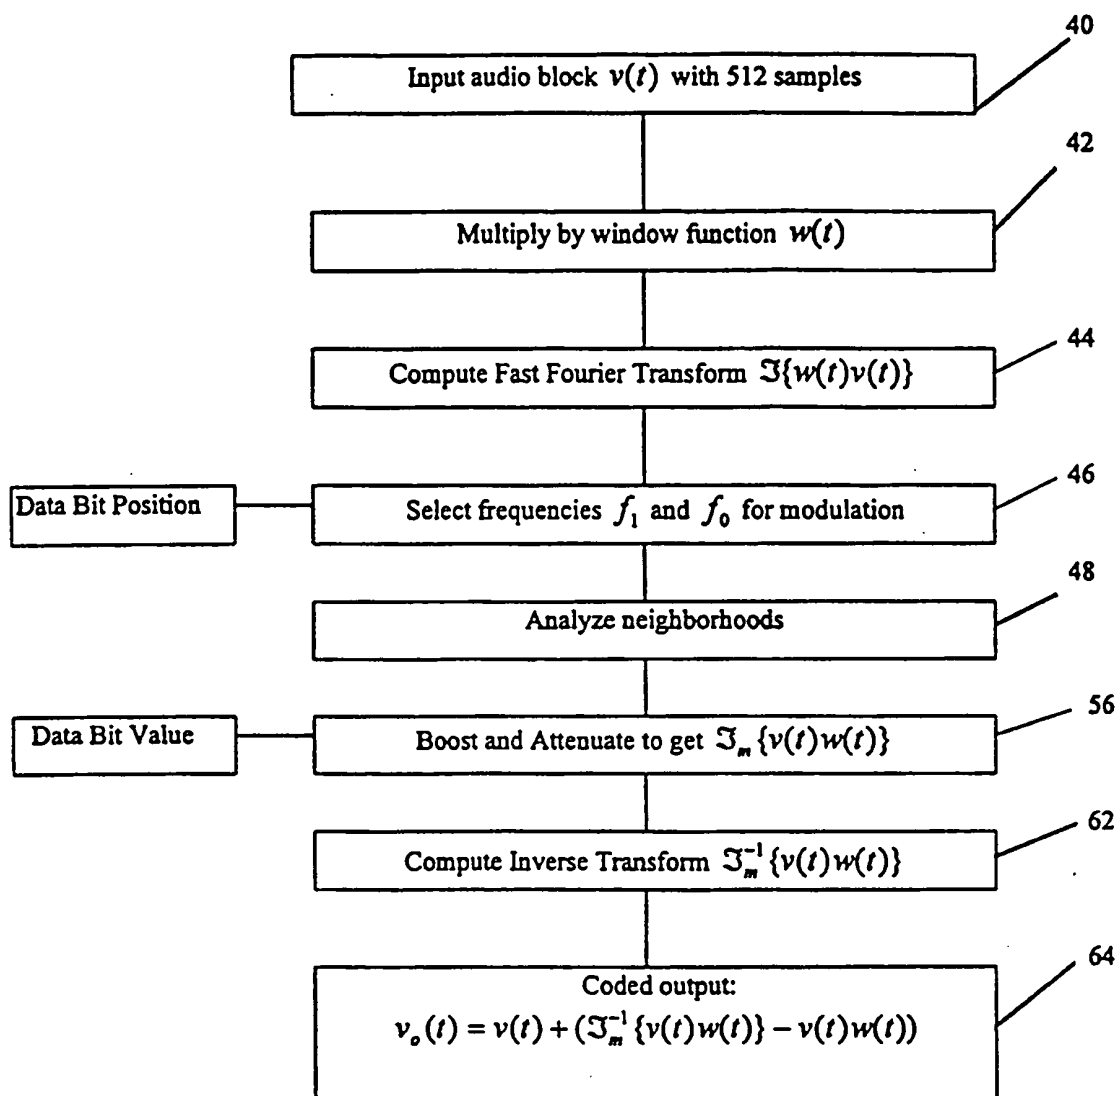 40
Input audio block v(t) with 512 samples
42
Multiply by window function w(t)
44
Compute Fast Fourier Transform ℑ{w(t)v(t)}
46
Data Bit Position
Select frequencies f₁ and f₀ for modulation
48
Analyze neighborhoods
56
Data Bit Value
Boost and Attenuate to get ℑₘ{v(t)w(t)}
62
Compute Inverse Transform ℑₘ⁻¹{v(t)w(t)}
64
Coded output:
vₒ(t) = v(t) + (ℑₘ⁻¹{v(t)w(t)} − v(t)w(t))